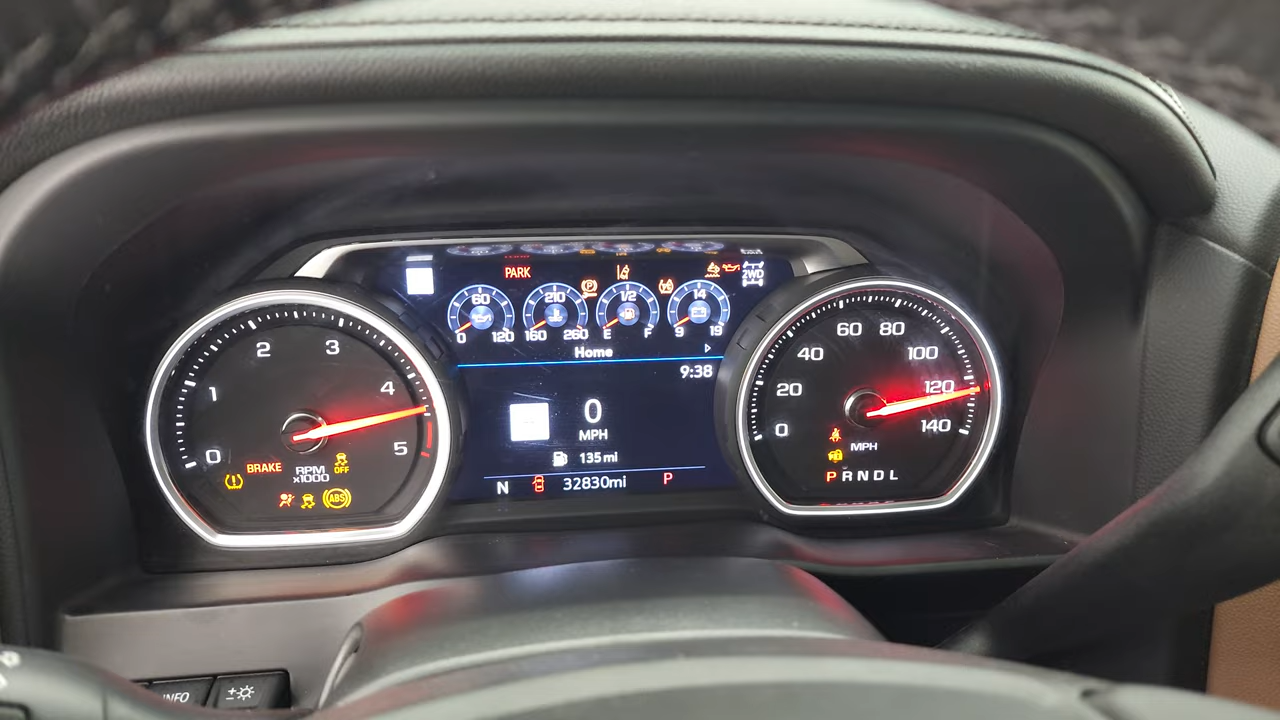 PARK
2WD
60
0 120
210
160 260
1/2
E F
14
9 19
Home
9:38
0
MPH
135 mi
N 32830mi P
0
1
2
3
4
5
RPM
x1000
BRAKE
OFF
ABS
0
20
40
60
80
100
120
140
MPH
PRNDL
INFO